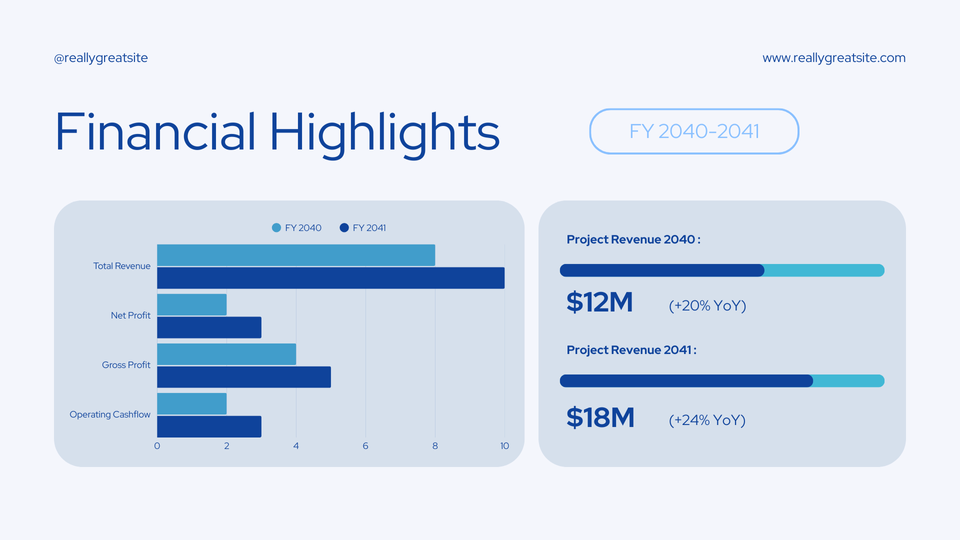 @reallygreatsite
www.reallygreatsite.com
Financial Highlights
FY 2040-2041
FY 2040
FY 2041
Total Revenue
Net Profit
Gross Profit
Operating Cashflow
0
2
4
6
8
10
Project Revenue 2040 :
$12M
(+20% YoY)
Project Revenue 2041 :
$18M
(+24% YoY)